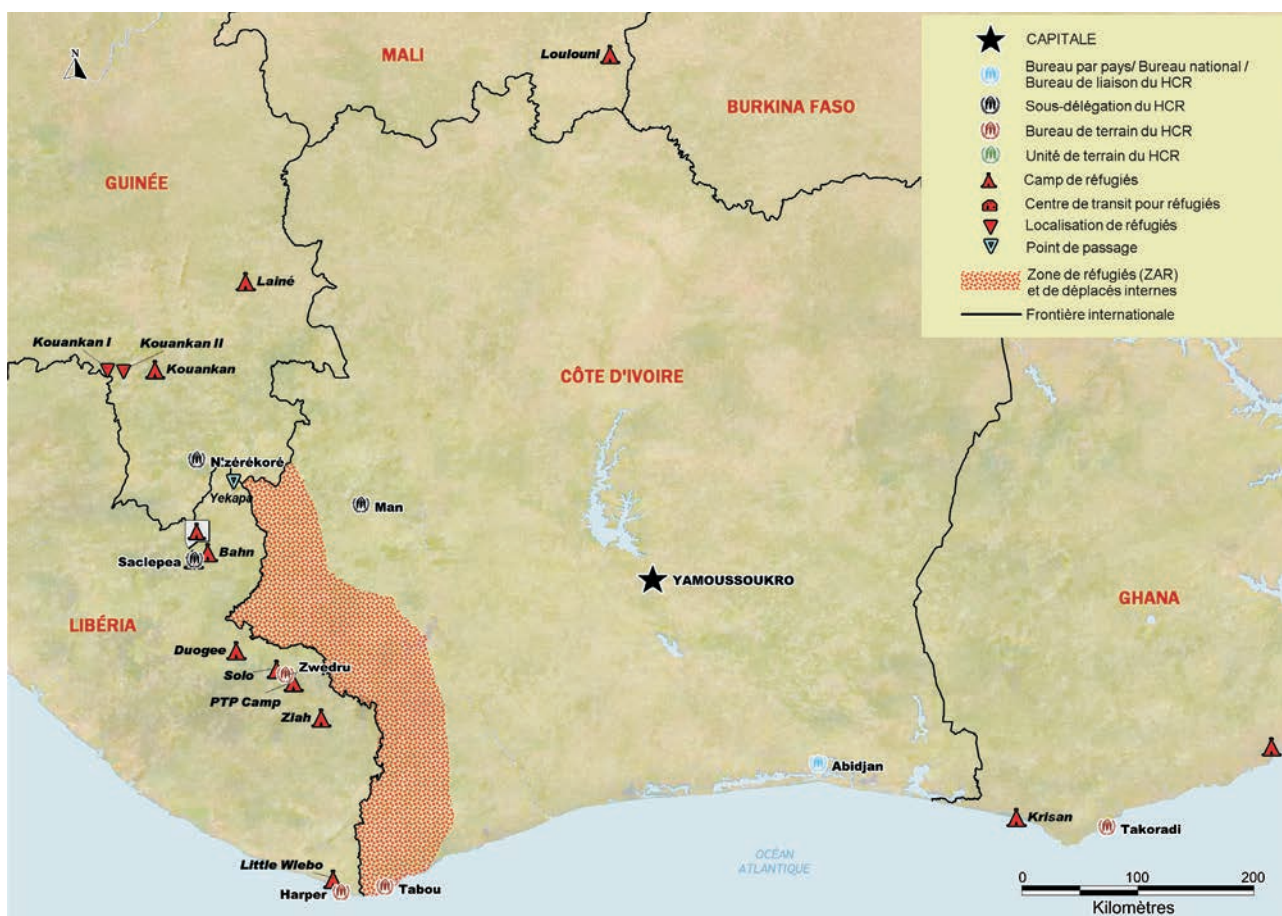 N
MALI
Loulouni
BURKINA FASO
GUINÉE
Lainé
Kouankan I
Kouankan II
Kouankan
CÔTE D'IVOIRE
N'zérékoré
Yekapa
Man
Saclepea
Bahn
YAMOUSSOUKRO
GHANA
LIBÉRIA
Duogee
Solo
Zwedru
PTP Camp
Ziah
Abidjan
Krisan
Takoradi
OCÉAN
ATLANTIQUE
Little Wlebo
Harper
Tabou
CAPITALE
Bureau par pays/ Bureau national /
Bureau de liaison du HCR
Sous-délégation du HCR
Bureau de terrain du HCR
Unité de terrain du HCR
Camp de réfugiés
Centre de transit pour réfugiés
Localisation de réfugiés
Point de passage
Zone de réfugiés (ZAR)
et de déplacés internes
Frontière internationale
0 100 200
Kilomètres